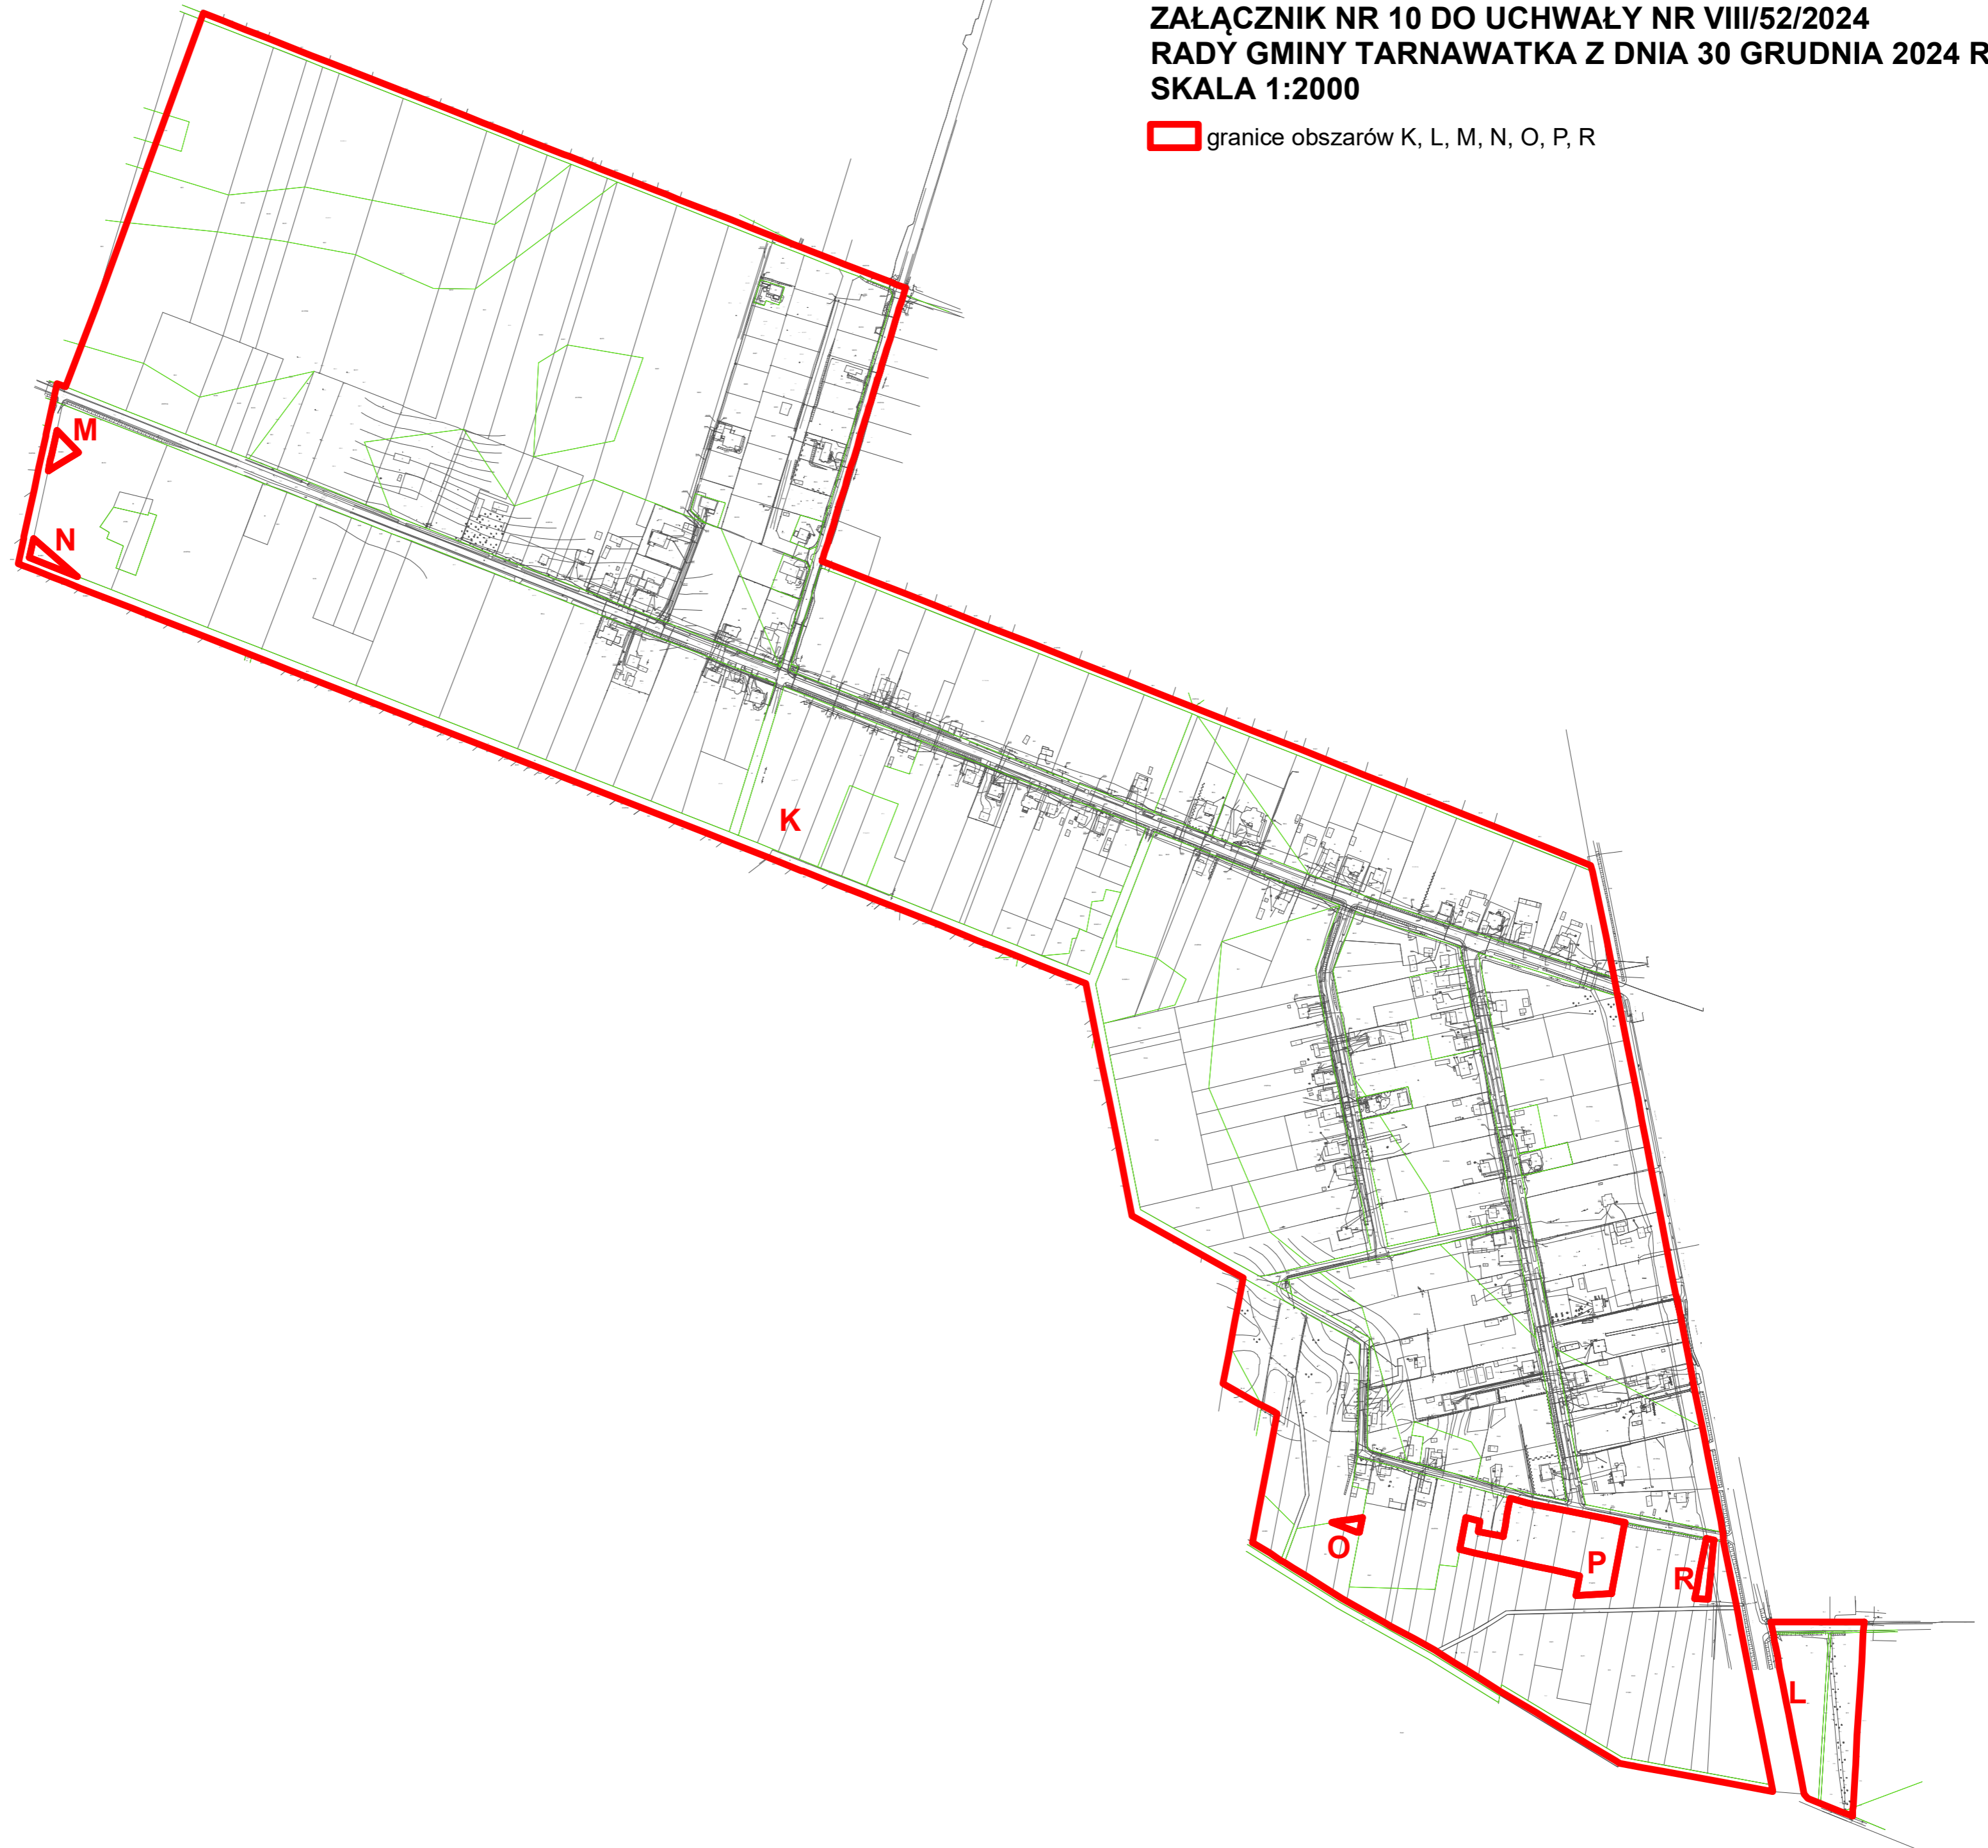 ZAŁĄCZNIK NR 10 DO UCHWAŁY NR VIII/52/2024
RADY GMINY TARNAWATKA Z DNIA 30 GRUDNIA 2024 R
SKALA 1:2000
granice obszarów K, L, M, N, O, P, R
M
N
K
O
P
R
L